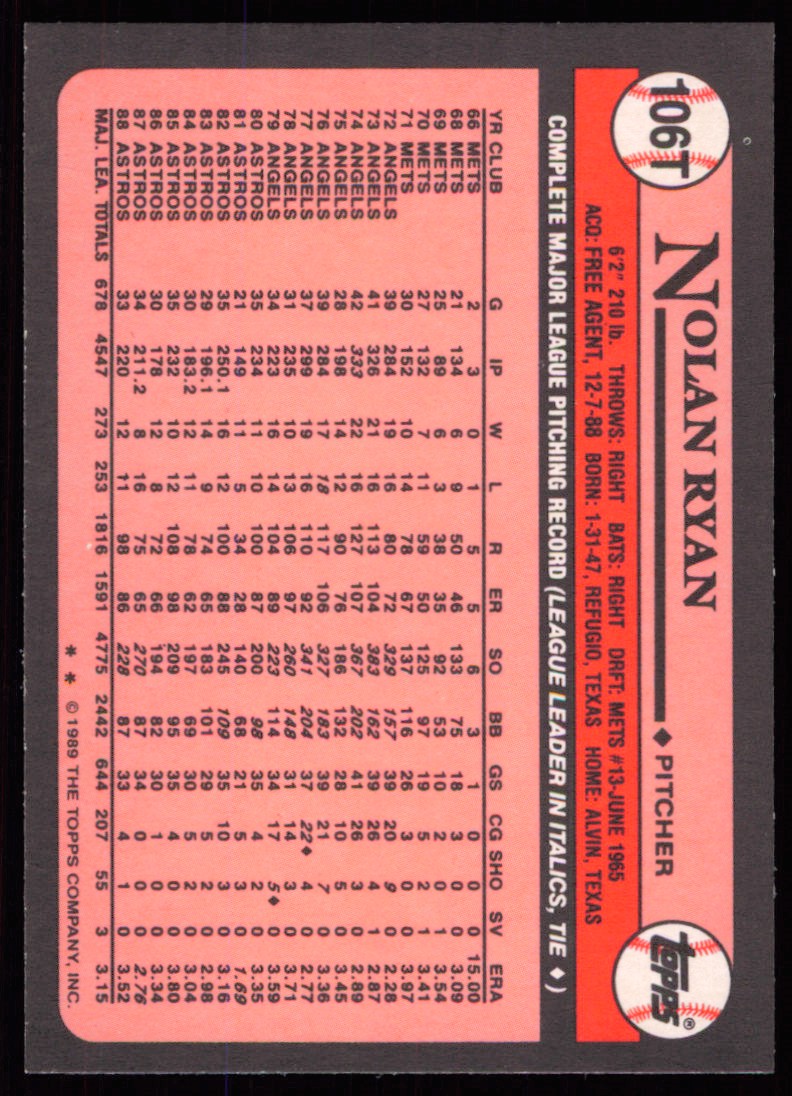 106T
NOLAN RYAN ◆ PITCHER
topps®
6'2" 210 lb. THROWS: RIGHT BATS: RIGHT DRFT: METS #13-JUNE 1965
ACQ: FREE AGENT, 12-7-88 BORN: 1-31-47, REFUGIO, TEXAS HOME: ALVIN, TEXAS
COMPLETE MAJOR LEAGUE PITCHING RECORD (LEAGUE LEADER IN ITALICS, TIE ◆)
YR CLUB G IP W L R ER SO BB GS CG SHO SV ERA
66 METS 2 3 0 1 5 5 6 3 1 0 0 0 15.00
68 METS 21 134 6 9 50 46 133 75 18 3 0 0 3.09
69 METS 25 89 6 3 38 35 92 53 10 2 0 1 3.54
70 METS 27 132 7 11 59 50 125 97 19 5 2 1 3.41
71 METS 30 152 10 14 78 67 137 116 26 3 0 0 3.97
72 ANGELS 39 284 19 16 80 72 329 157 39 20 9 0 2.28
73 ANGELS 41 326 21 16 113 104 383 162 39 26 4 1 2.87
74 ANGELS 42 333 22 16 127 107 367 202 41 26 3 0 2.89
75 ANGELS 28 198 14 12 90 76 186 132 28 10 5 0 3.45
76 ANGELS 39 284 17 18 117 106 327 183 39 21 7 0 3.36
77 ANGELS 37 299 19 16 110 92 341 204 37 22◆ 4 0 2.77
78 ANGELS 31 235 10 13 106 97 260 148 31 14 3 0 3.71
79 ANGELS 34 223 16 14 104 89 223 114 34 17 5◆ 0 3.59
80 ASTROS 35 234 11 10 100 87 200 98 35 4 2 0 3.35
81 ASTROS 21 149 11 5 34 28 140 68 21 5 3 0 1.69
82 ASTROS 35 250.1 16 12 100 88 245 109 35 10 3 0 3.16
83 ASTROS 29 196.1 14 9 74 65 183 101 29 5 2 0 2.98
84 ASTROS 30 183.2 12 11 78 62 197 69 30 5 2 0 3.04
85 ASTROS 35 232 10 12 108 98 209 95 35 4 0 0 3.80
86 ASTROS 30 178 12 8 72 66 194 82 30 1 0 0 3.34
87 ASTROS 34 211.2 8 16 75 65 270 87 34 0 0 0 2.76
88 ASTROS 33 220 12 11 98 86 228 87 33 4 1 0 3.52
MAJ. LEA. TOTALS 678 4547 273 253 1816 1591 4775 2442 644 207 55 3 3.15
* * © 1989 THE TOPPS COMPANY, INC.